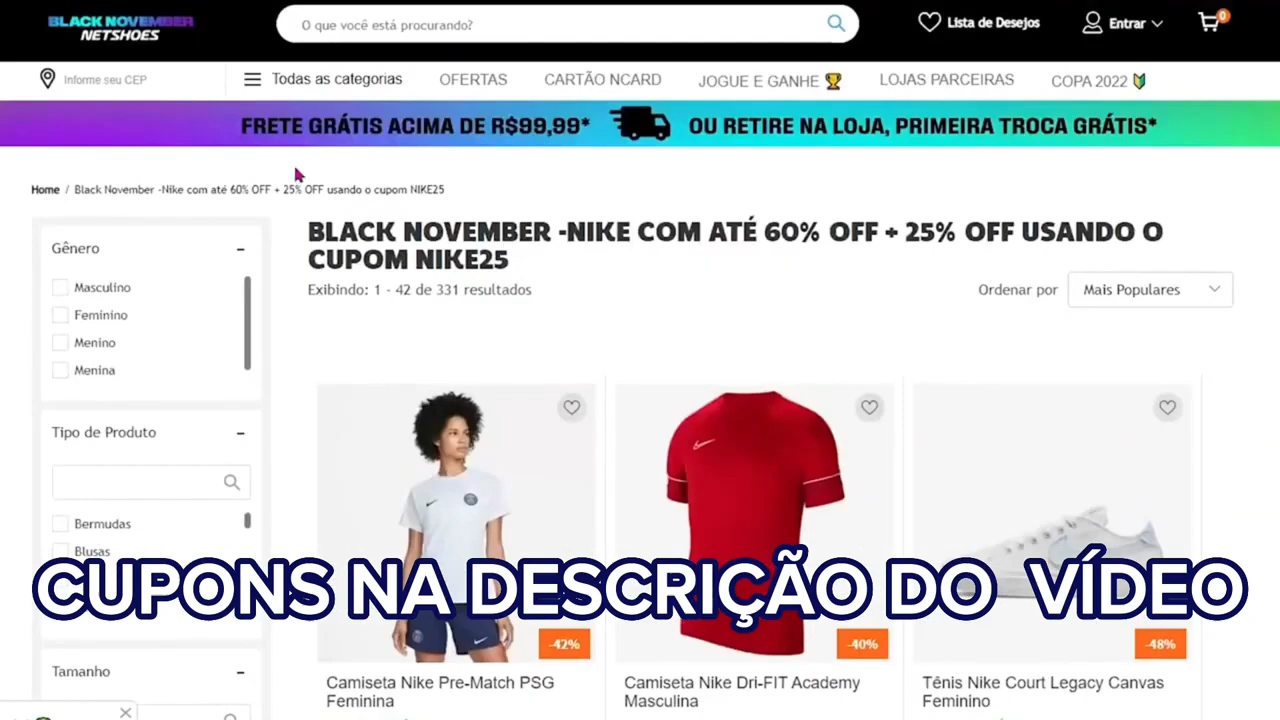 BLACK NOVEMBER
NETSHOES
O que você está procurando?
Lista de Desejos
Entrar
0
Informe seu CEP
Todas as categorias
OFERTAS
CARTÃO NCARD
JOGUE E GANHE
LOJAS PARCEIRAS
COPA 2022
FRETE GRÁTIS ACIMA DE R$99,99*
OU RETIRE NA LOJA, PRIMEIRA TROCA GRÁTIS*
Home / Black November -Nike com até 60% OFF + 25% OFF usando o cupom NIKE25
BLACK NOVEMBER -NIKE COM ATÉ 60% OFF + 25% OFF USANDO O
CUPOM NIKE25
Exibindo: 1 - 42 de 331 resultados
Ordenar por
Mais Populares
Gênero
Masculino
Feminino
Menino
Menina
Tipo de Produto
Bermudas
Blusas
Tamanho
CUPONS NA DESCRIÇÃO DO VÍDEO
-42%
-40%
-48%
Camiseta Nike Pre-Match PSG
Feminina
Camiseta Nike Dri-FIT Academy
Masculina
Tênis Nike Court Legacy Canvas
Feminino